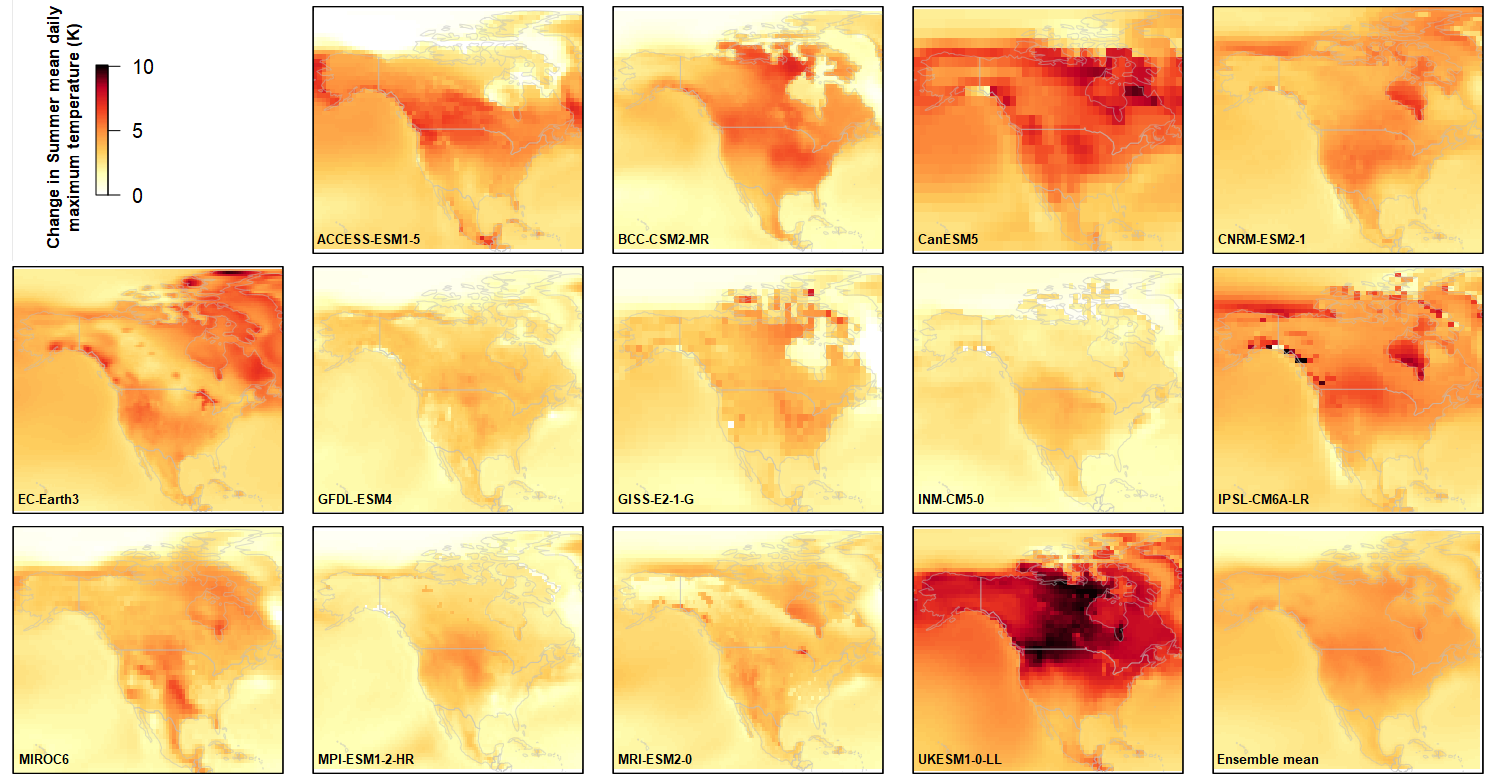 Change in Summer mean daily
maximum temperature (K)
10
5
0
ACCESS-ESM1-5
BCC-CSM2-MR
CanESM5
CNRM-ESM2-1
EC-Earth3
GFDL-ESM4
GISS-E2-1-G
INM-CM5-0
IPSL-CM6A-LR
MIROC6
MPI-ESM1-2-HR
MRI-ESM2-0
UKESM1-0-LL
Ensemble mean